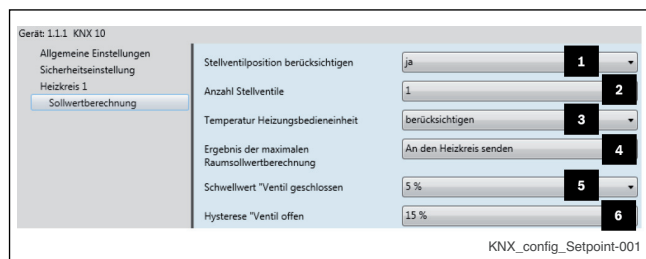 Gerät: 1.1.1 KNX 10
Allgemeine Einstellungen
Sicherheitseinstellung
Heizkreis 1
Sollwertberechnung
Stellventilposition berücksichtigen
ja
1
Anzahl Stellventile
1
2
Temperatur Heizungsbedieneinheit
berücksichtigen
3
Ergebnis der maximalen
Raumsollwertberechnung
An den Heizkreis senden
4
Schwellwert "Ventil geschlossen
5 %
5
Hysterese "Ventil offen
15 %
6
KNX_config_Setpoint-001